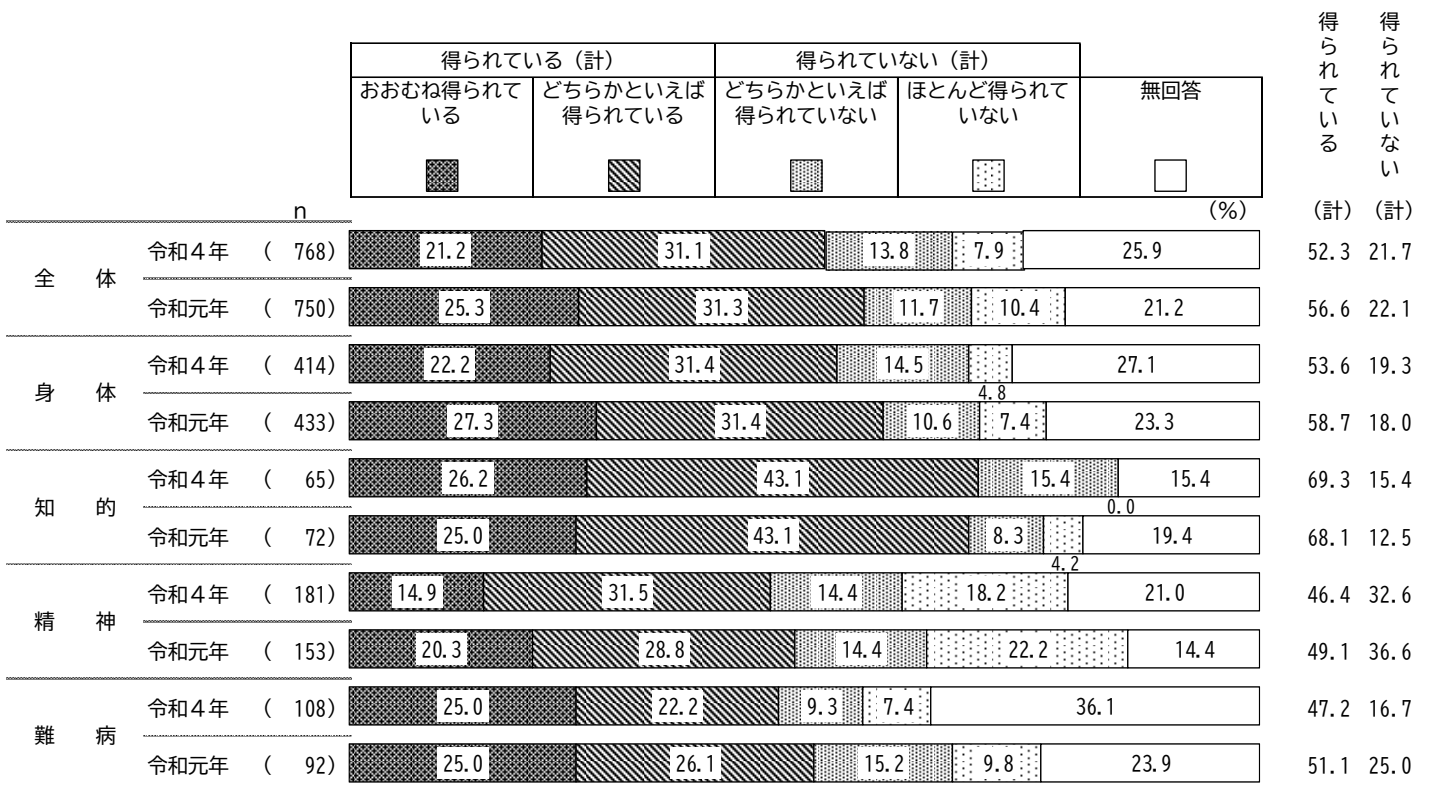 得られている
得られていない
得られている（計）　得られていない（計）
おおむね得られている　どちらかといえば得られている　どちらかといえば得られていない　ほとんど得られていない　無回答
n　(%)　(計)　(計)
全　体　令和４年　(　768)　21.2　31.1　13.8　7.9　25.9　52.3　21.7
令和元年　(　750)　25.3　31.3　11.7　10.4　21.2　56.6　22.1
身　体　令和４年　(　414)　22.2　31.4　14.5　4.8　27.1　53.6　19.3
令和元年　(　433)　27.3　31.4　10.6　7.4　23.3　58.7　18.0
知　的　令和４年　(　65)　26.2　43.1　15.4　0.0　15.4　69.3　15.4
令和元年　(　72)　25.0　43.1　8.3　4.2　19.4　68.1　12.5
精　神　令和４年　(　181)　14.9　31.5　14.4　18.2　21.0　46.4　32.6
令和元年　(　153)　20.3　28.8　14.4　22.2　14.4　49.1　36.6
難　病　令和４年　(　108)　25.0　22.2　9.3　7.4　36.1　47.2　16.7
令和元年　(　92)　25.0　26.1　15.2　9.8　23.9　51.1　25.0